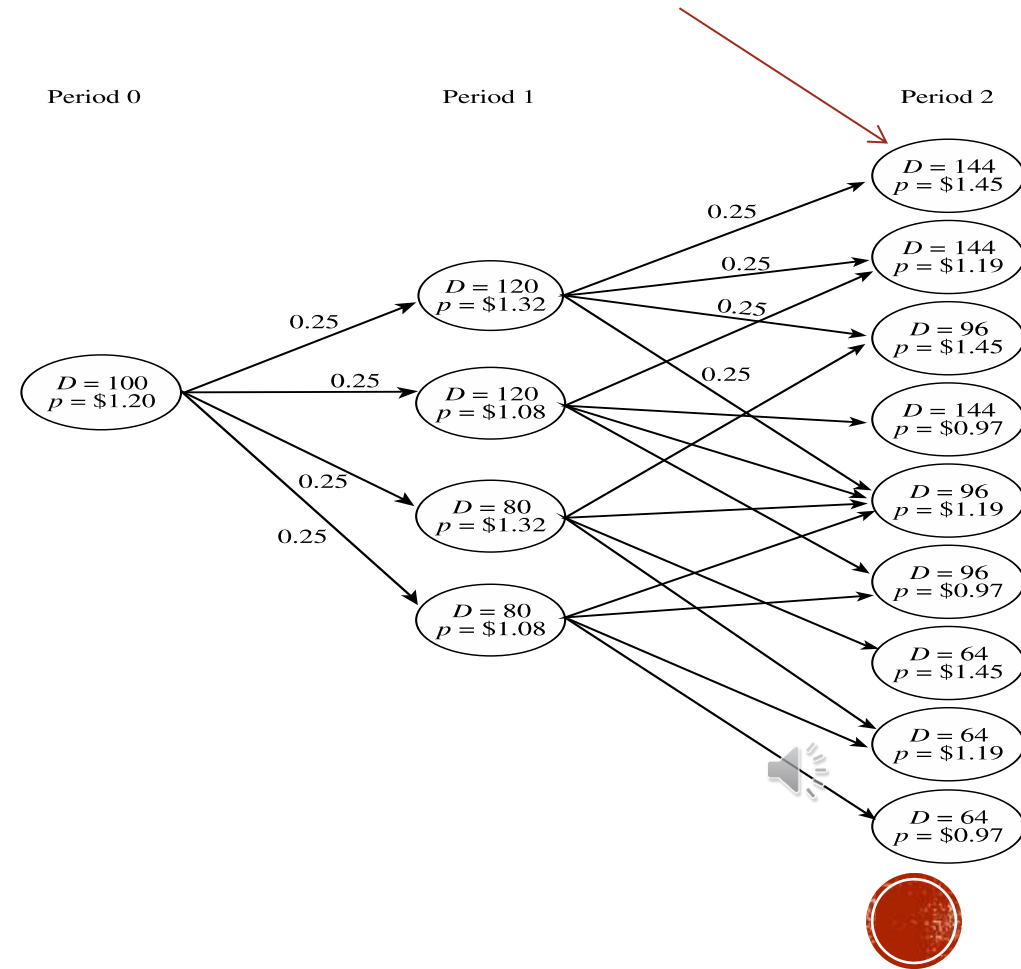 Period 0
Period 1
Period 2
D = 100
p = $1.20
0.25
0.25
0.25
0.25
D = 120
p = $1.32
D = 120
p = $1.08
D = 80
p = $1.32
D = 80
p = $1.08
0.25
0.25
0.25
0.25
D = 144
p = $1.45
D = 144
p = $1.19
D = 96
p = $1.45
D = 144
p = $0.97
D = 96
p = $1.19
D = 96
p = $0.97
D = 64
p = $1.45
D = 64
p = $1.19
D = 64
p = $0.97